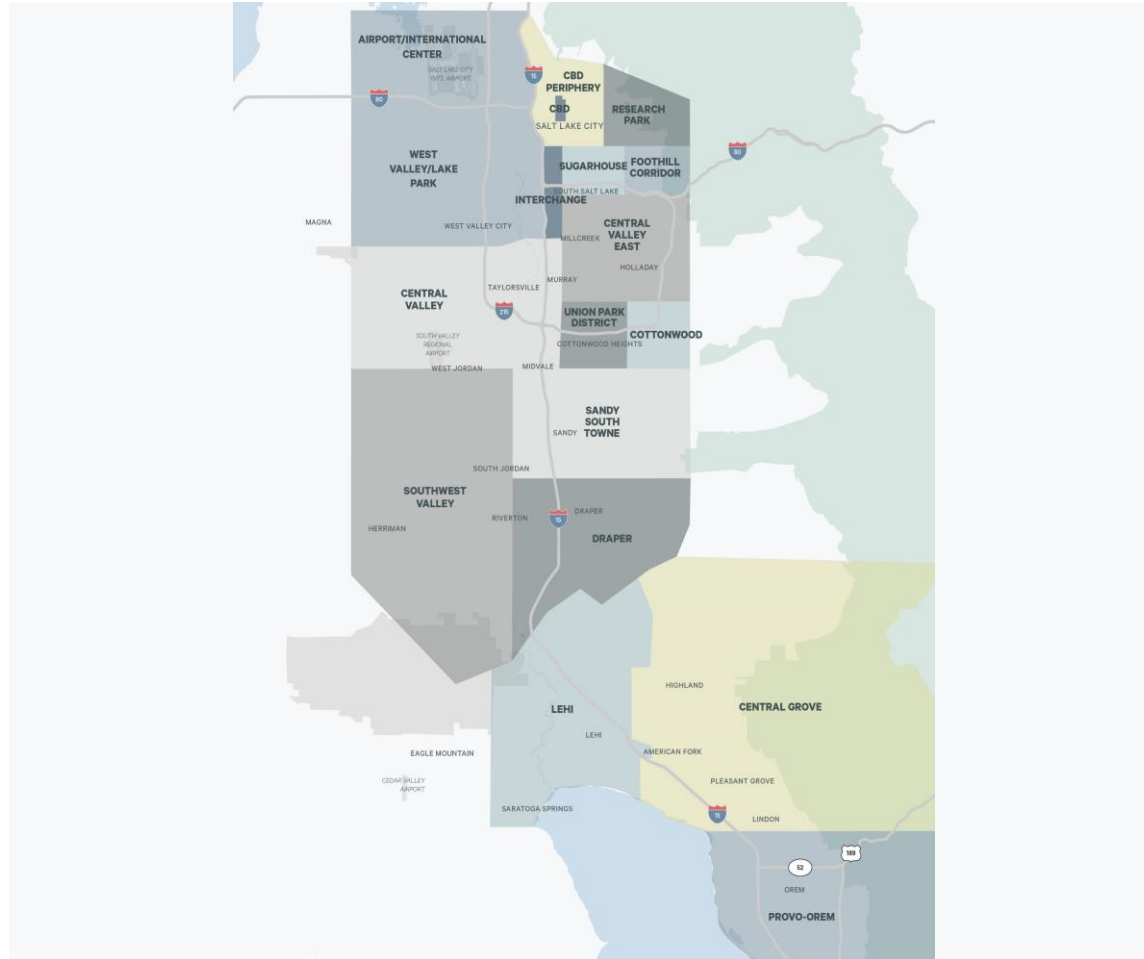 AIRPORT/INTERNATIONAL
CENTER
SALT LAKE CITY
INT'L AIRPORT
15
80
CBD
PERIPHERY
CBD
SALT LAKE CITY
RESEARCH
PARK
80
WEST
VALLEY/LAKE
PARK
SUGARHOUSE
FOOTHILL
CORRIDOR
SOUTH SALT LAKE
INTERCHANGE
MAGNA
WEST VALLEY CITY
CENTRAL
VALLEY
EAST
MILLCREEK
HOLLADAY
MURRAY
TAYLORSVILLE
CENTRAL
VALLEY
215
UNION PARK
DISTRICT
COTTONWOOD
COTTONWOOD HEIGHTS
SOUTH VALLEY
REGIONAL
AIRPORT
WEST JORDAN
MIDVALE
SANDY
SOUTH
TOWNE
SANDY
SOUTH JORDAN
SOUTHWEST
VALLEY
HERRIMAN
RIVERTON
15
DRAPER
DRAPER
HIGHLAND
LEHI
CENTRAL GROVE
LEHI
EAGLE MOUNTAIN
AMERICAN FORK
CEDAR VALLEY
AIRPORT
PLEASANT GROVE
SARATOGA SPRINGS
15
LINDON
189
52
OREM
PROVO-OREM